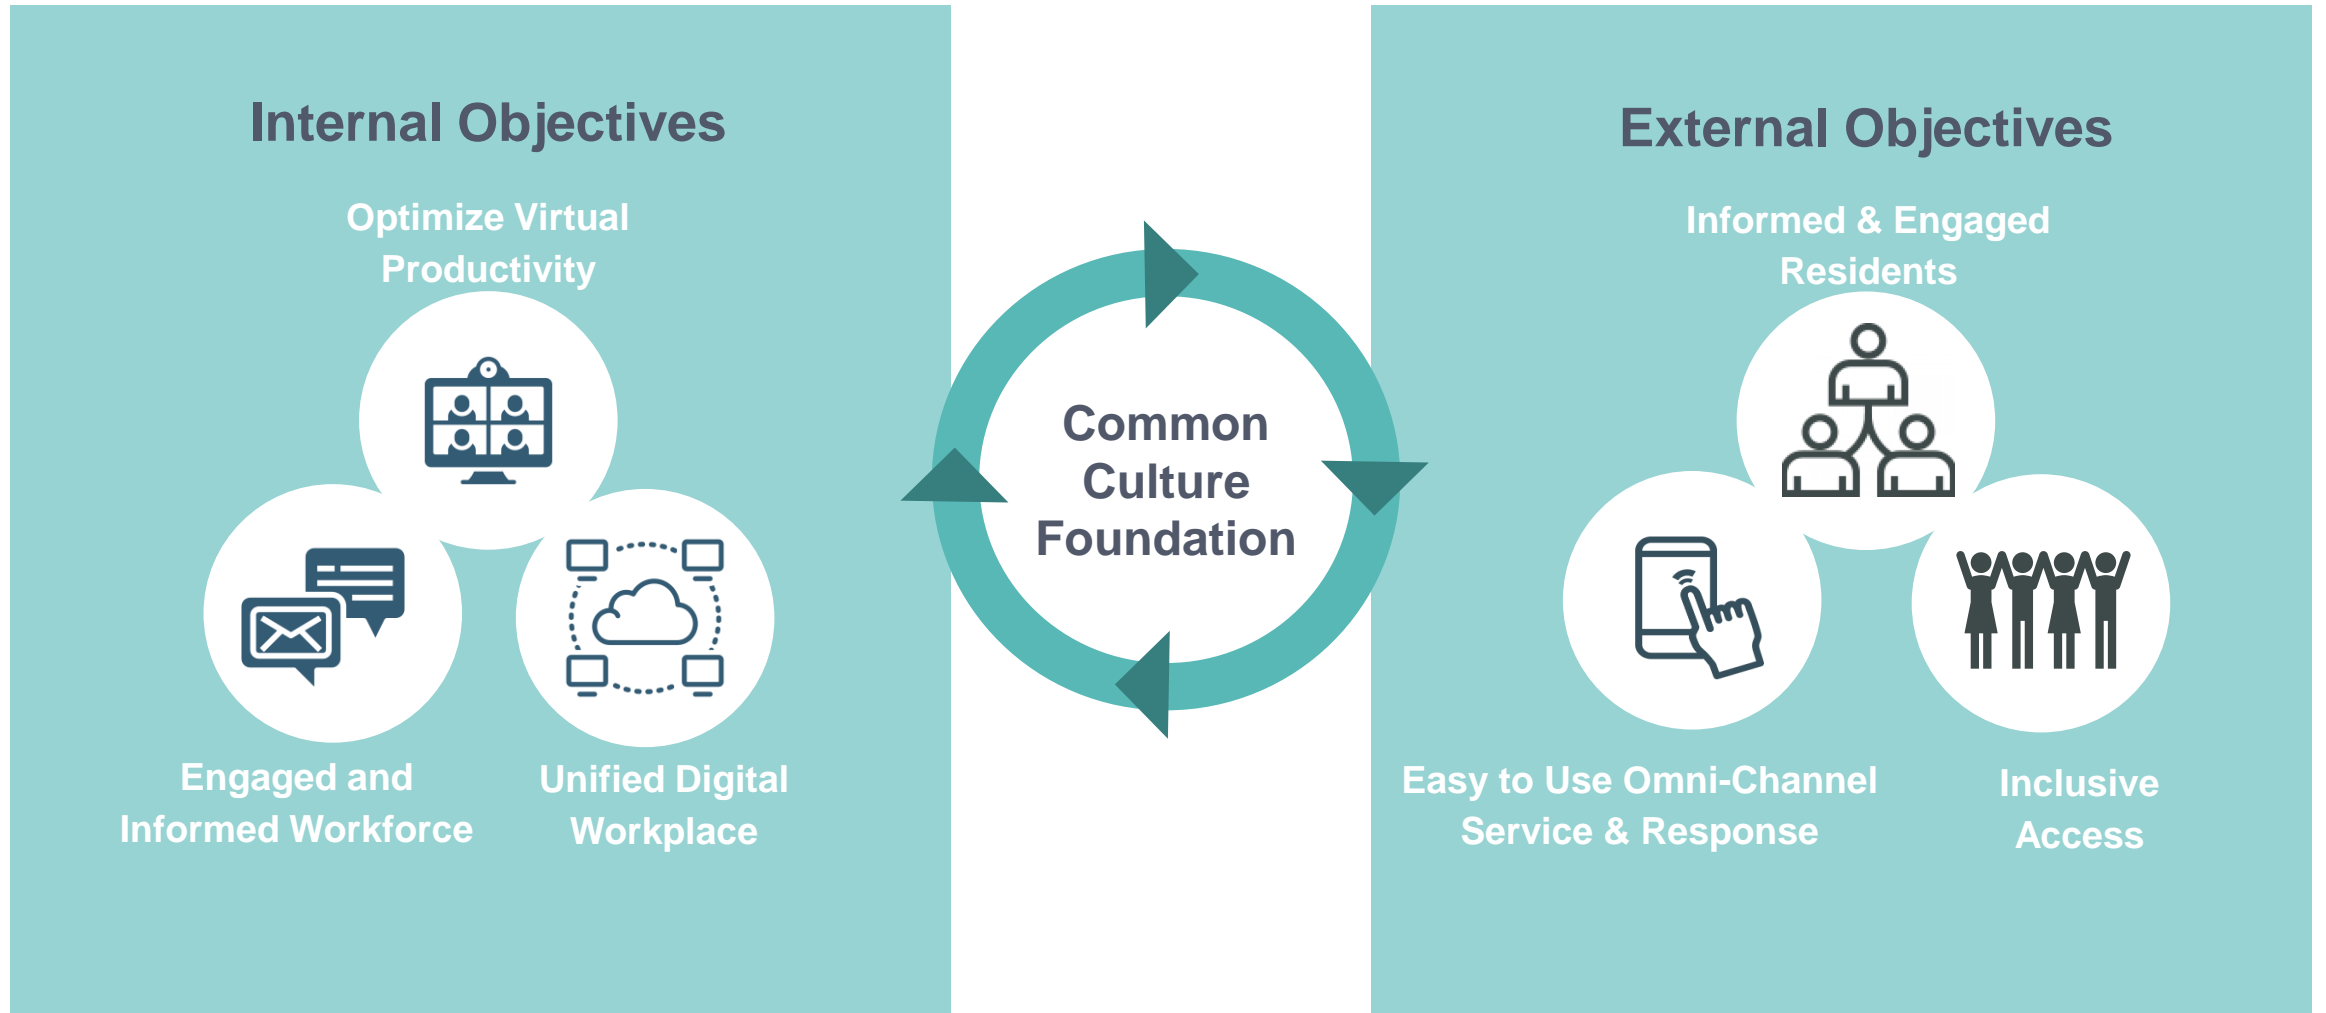 Internal Objectives
Optimize Virtual
Productivity
Engaged and
Informed Workforce
Unified Digital
Workplace
Common
Culture
Foundation
External Objectives
Informed & Engaged
Residents
Easy to Use Omni-Channel
Service & Response
Inclusive
Access